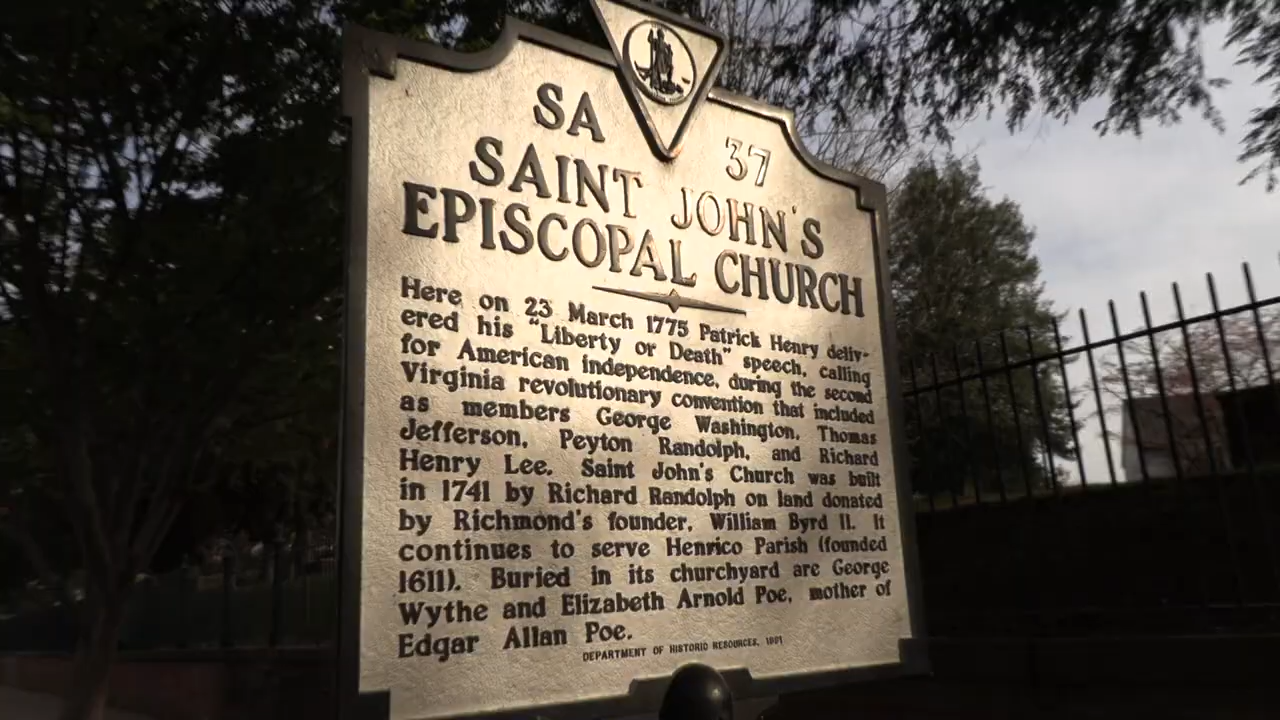 SA 37
SAINT JOHN'S
EPISCOPAL CHURCH
Here on 23 March 1775 Patrick Henry deliv-
ered his "Liberty or Death" speech, calling
for American independence, during the second
Virginia revolutionary convention that included
as members George Washington, Thomas
Jefferson, Peyton Randolph, and Richard
Henry Lee. Saint John's Church was built
in 1741 by Richard Randolph on land donated
by Richmond's founder, William Byrd II. It
continues to serve Henrico Parish (founded
1611). Buried in its churchyard are George
Wythe and Elizabeth Arnold Poe, mother of
Edgar Allan Poe.
DEPARTMENT OF HISTORIC RESOURCES, 1991